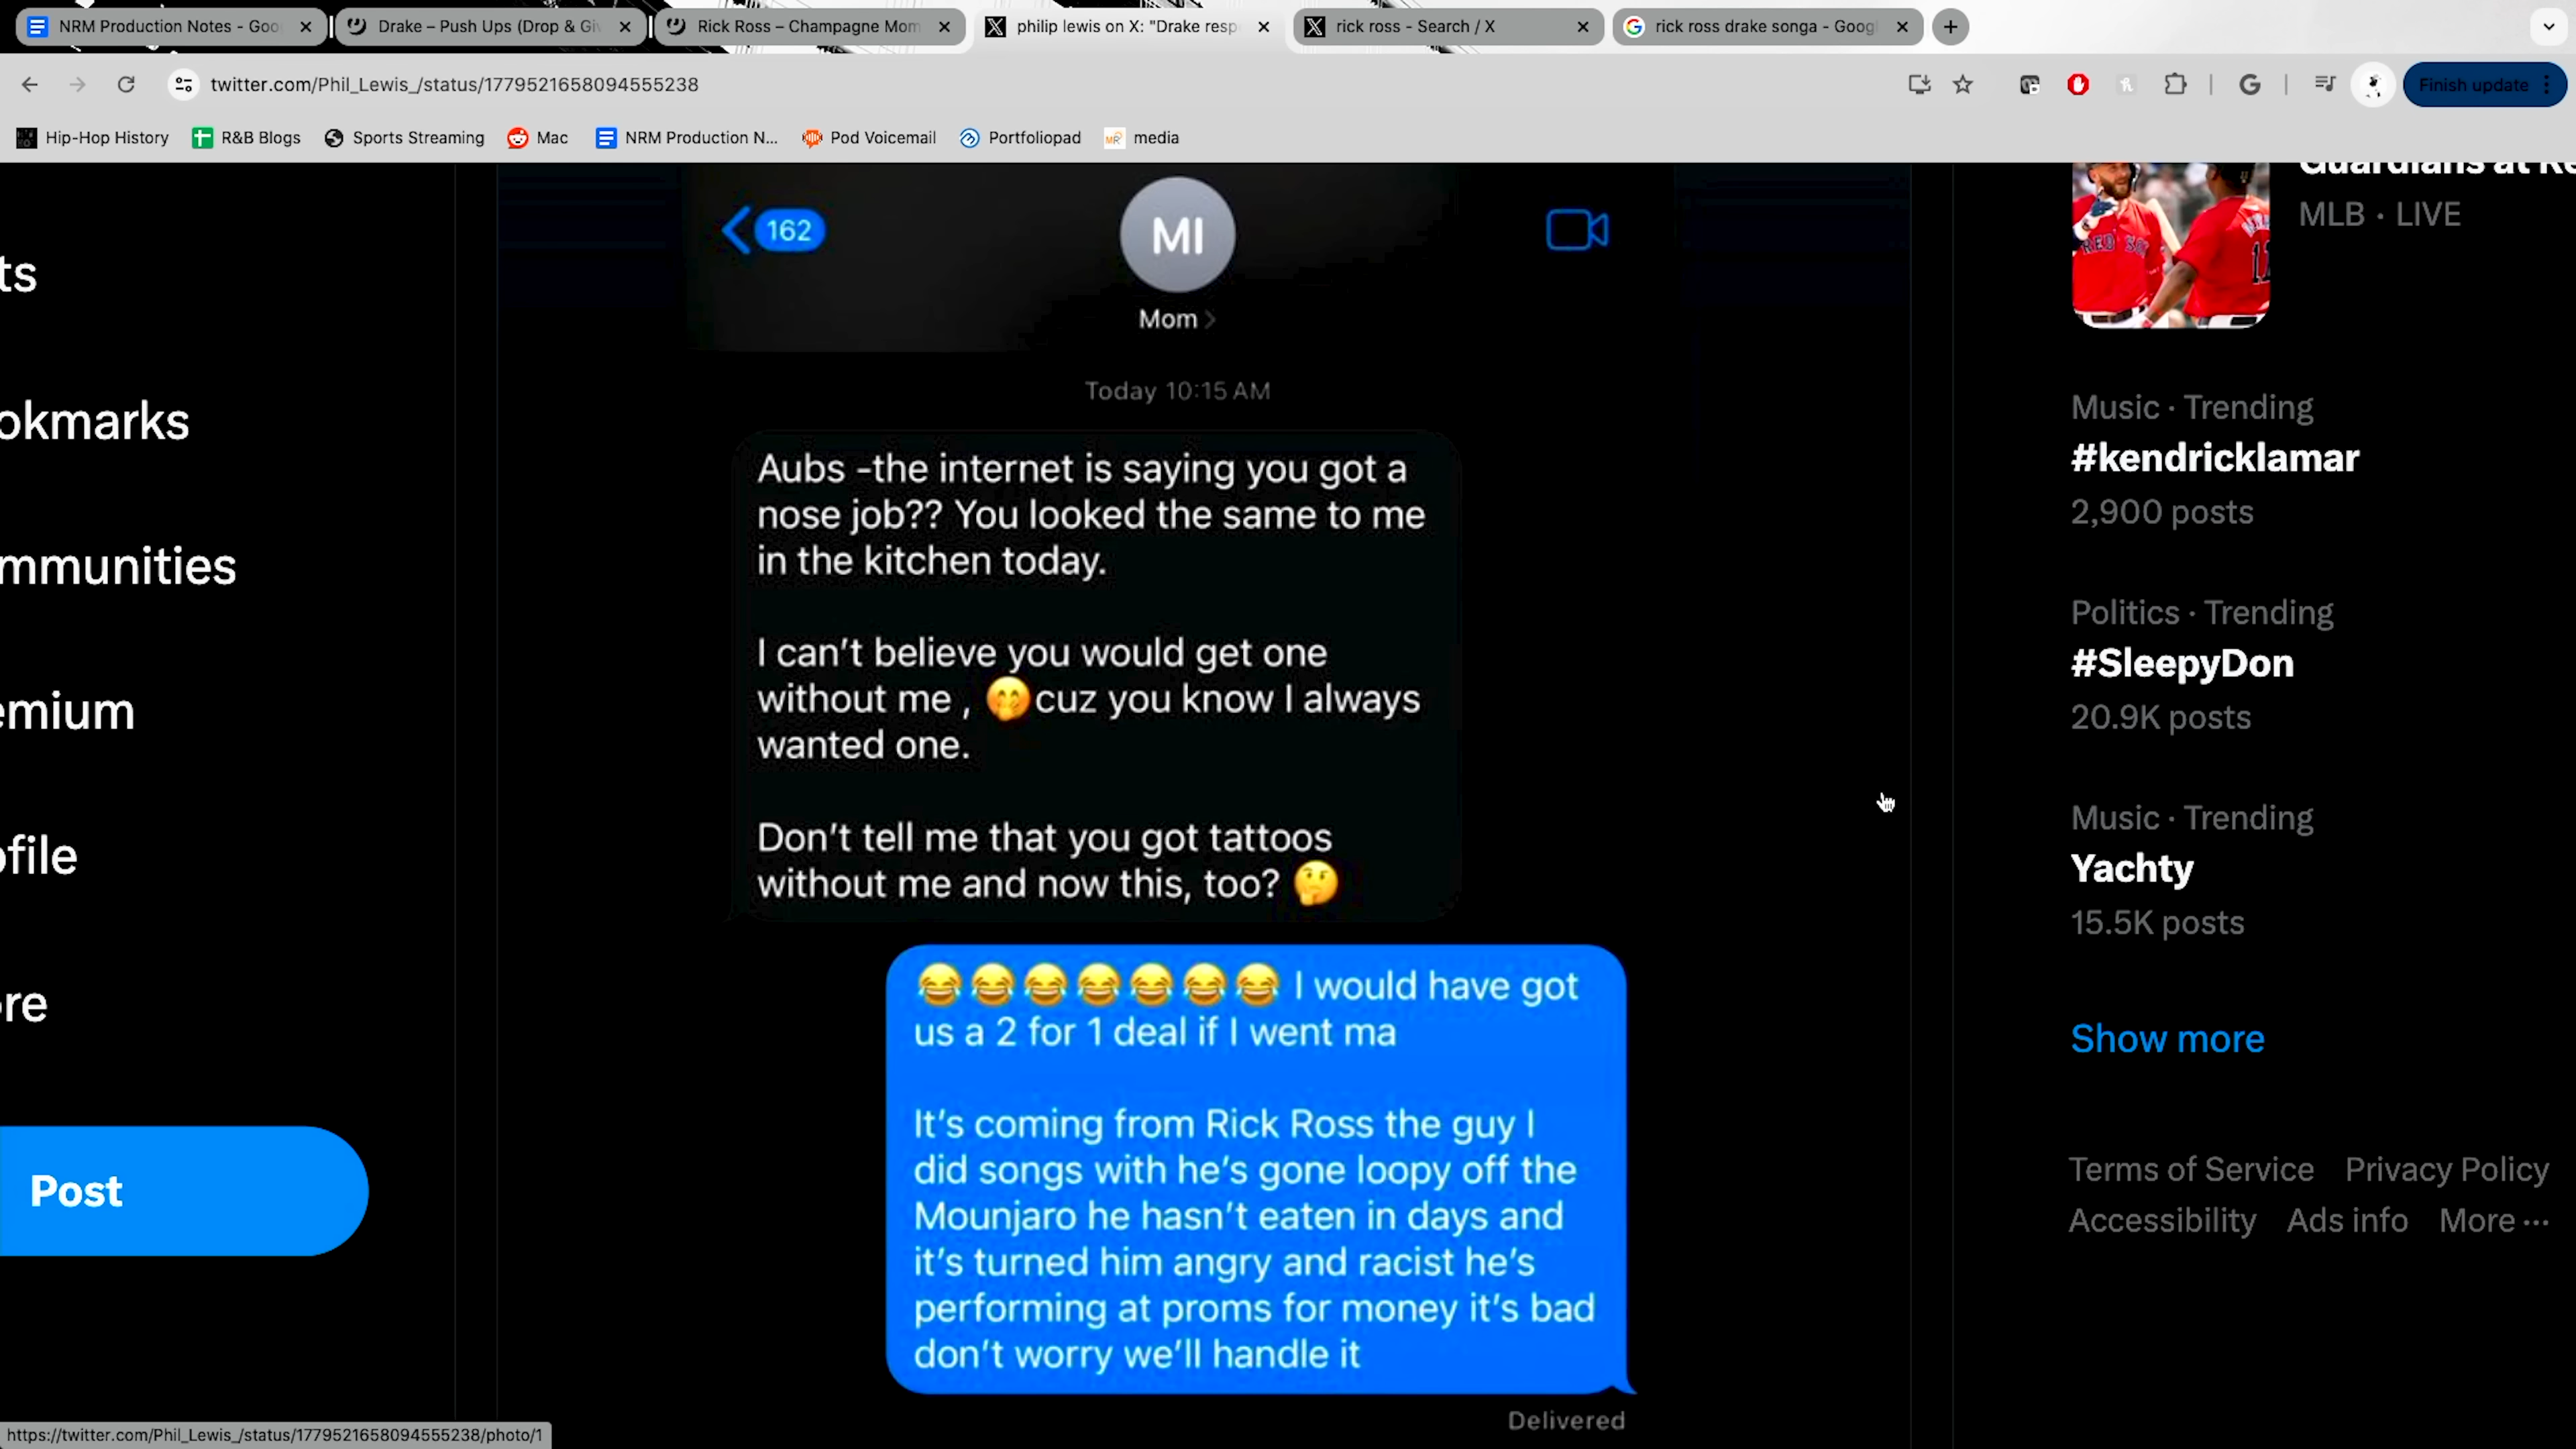 NRM Production Notes - Goo
Drake – Push Ups (Drop & Giv
Rick Ross – Champagne Mom
philip lewis on X: "Drake resp
rick ross - Search / X
rick ross drake songa - Googl
twitter.com/Phil_Lewis_/status/1779521658094555238
Finish update
Hip-Hop History
R&B Blogs
Sports Streaming
Mac
NRM Production N...
Pod Voicemail
Portfoliopad
media
ts
okmarks
mmunities
emium
ofile
ore
Post
162
MI
Mom
Today 10:15 AM
Aubs -the internet is saying you got a
nose job?? You looked the same to me
in the kitchen today.
I can't believe you would get one
without me , 🤭cuz you know I always
wanted one.
Don't tell me that you got tattoos
without me and now this, too? 🤔
😂😂😂😂😂😂😂 I would have got
us a 2 for 1 deal if I went ma
It's coming from Rick Ross the guy I
did songs with he's gone loopy off the
Mounjaro he hasn't eaten in days and
it's turned him angry and racist he's
performing at proms for money it's bad
don't worry we'll handle it
Delivered
Guardians at Re
MLB · LIVE
RED SO
Music · Trending
#kendricklamar
2,900 posts
Politics · Trending
#SleepyDon
20.9K posts
Music · Trending
Yachty
15.5K posts
Show more
Terms of Service Privacy Policy
Accessibility Ads info More ...
https://twitter.com/Phil_Lewis_/status/1779521658094555238/photo/1